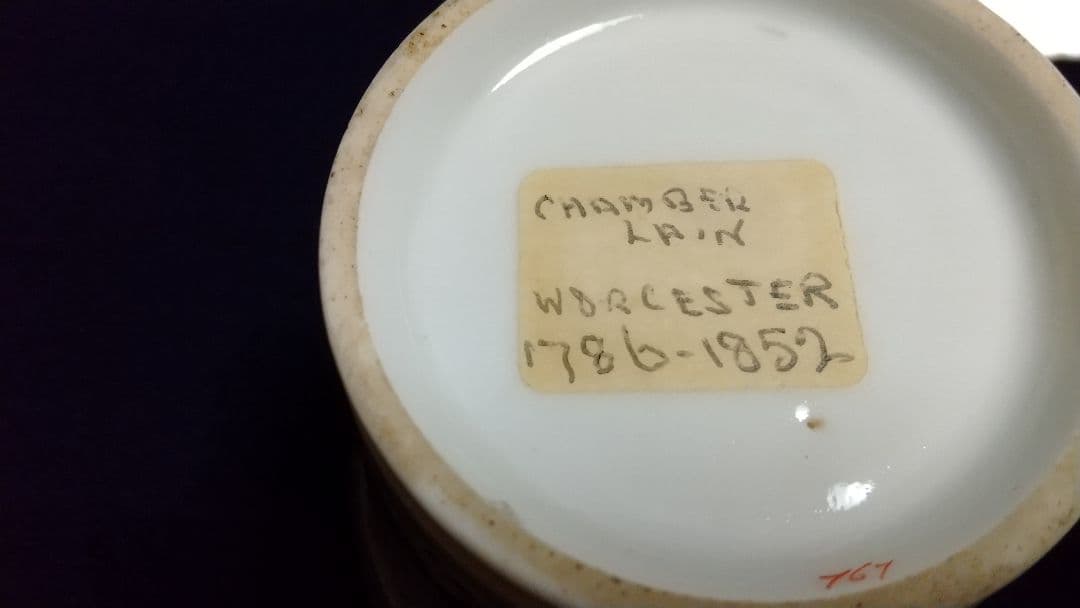 CHAMBER
LAIN
WORCESTER
1786-1852
767